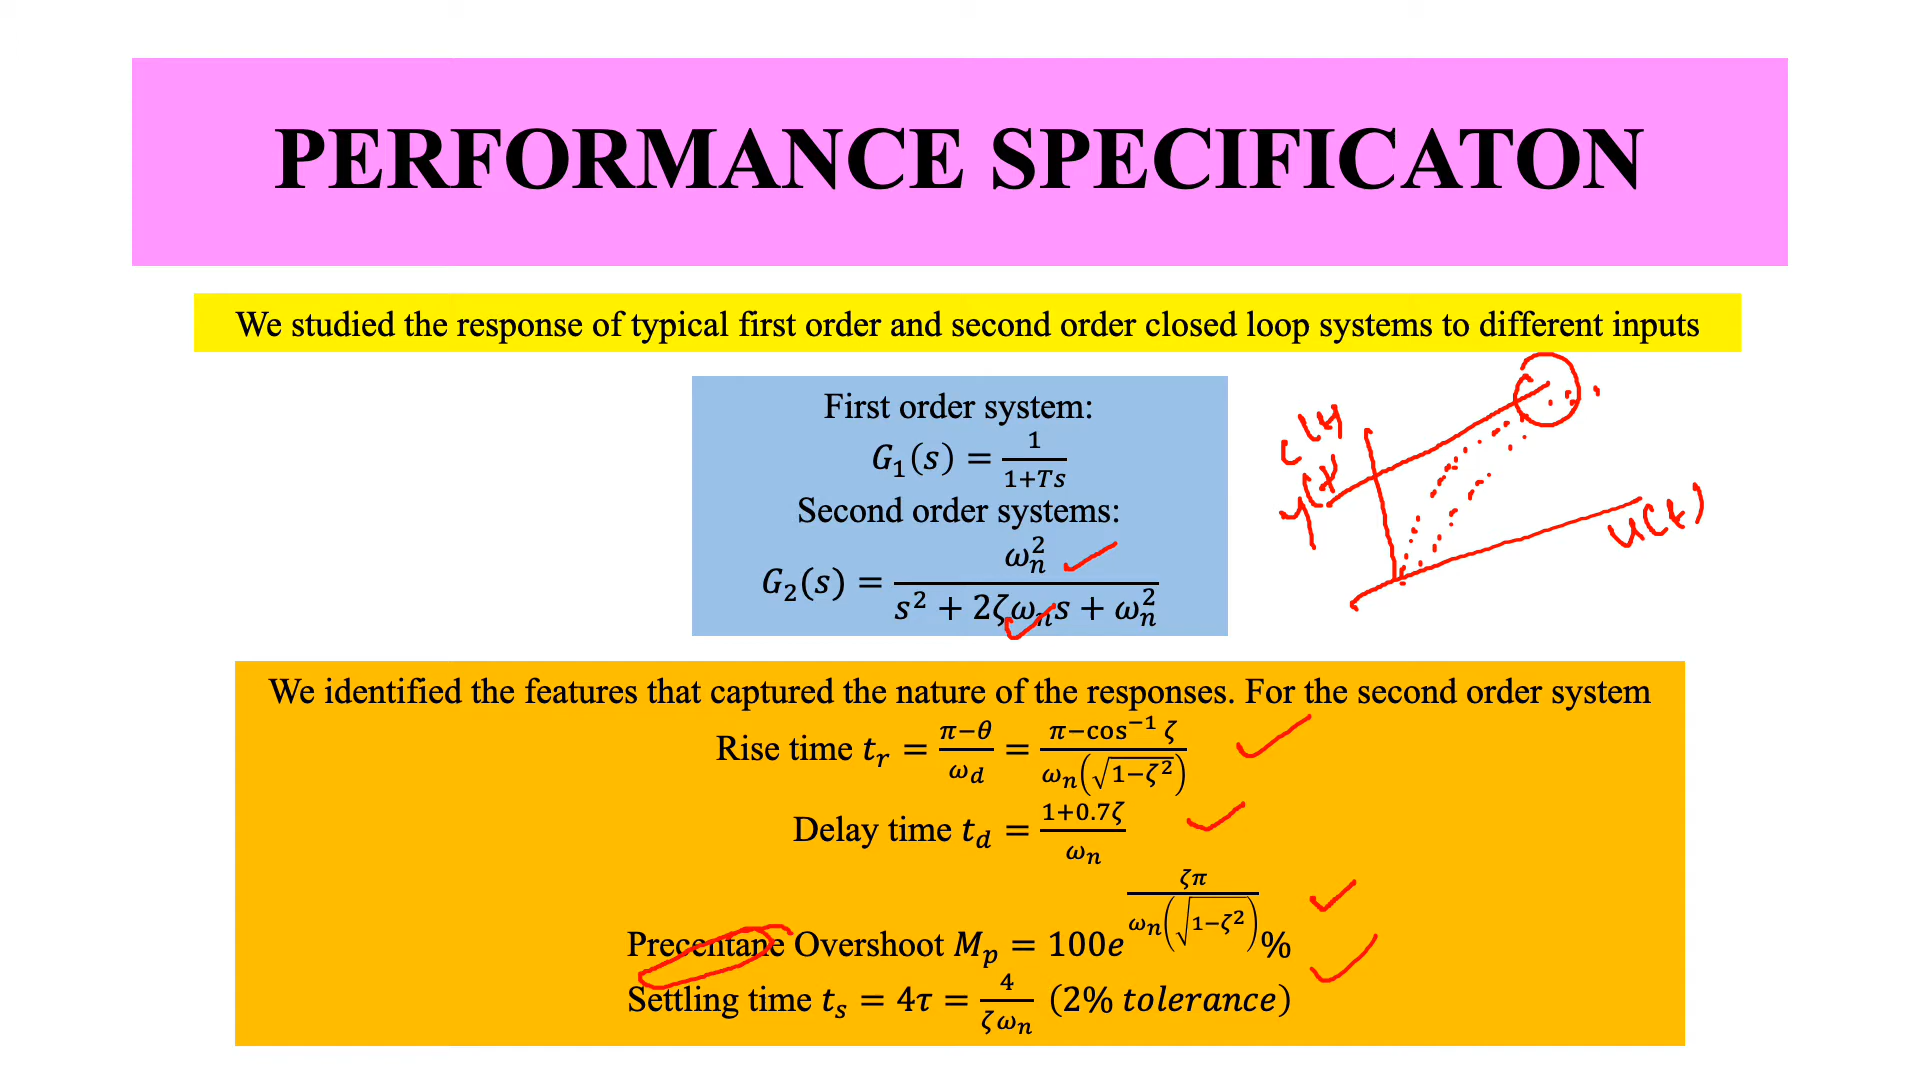 PERFORMANCE SPECIFICATON
We studied the response of typical first order and second order closed loop systems to different inputs
First order system:
G₁(s) = 1/(1+Ts)
Second order systems:
G₂(s) = ωₙ²/(s² + 2ζωₙs + ωₙ²)
c(t)
y(t)
u(t)
We identified the features that captured the nature of the responses. For the second order system
Rise time tᵣ = (π−θ)/ω_d = (π−cos⁻¹ ζ)/(ωₙ(√(1−ζ²)))
Delay time t_d = (1+0.7ζ)/ωₙ
Precentane Overshoot Mₚ = 100e^(ζπ/(ωₙ(√(1−ζ²))))%
Settling time tₛ = 4τ = 4/(ζωₙ) (2% tolerance)